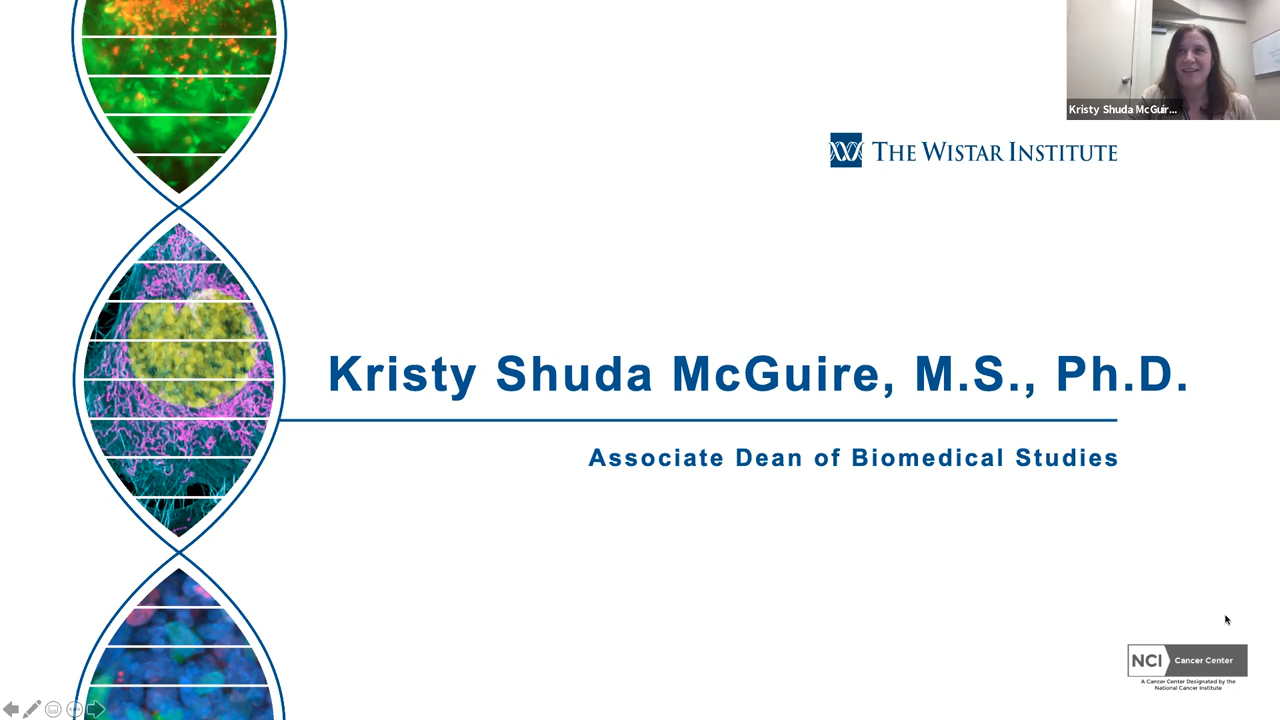 Kristy Shuda McGuir...
THE WISTAR INSTITUTE
Kristy Shuda McGuire, M.S., Ph.D.
Associate Dean of Biomedical Studies
NCI Cancer Center
A Cancer Center Designated by the
National Cancer Institute